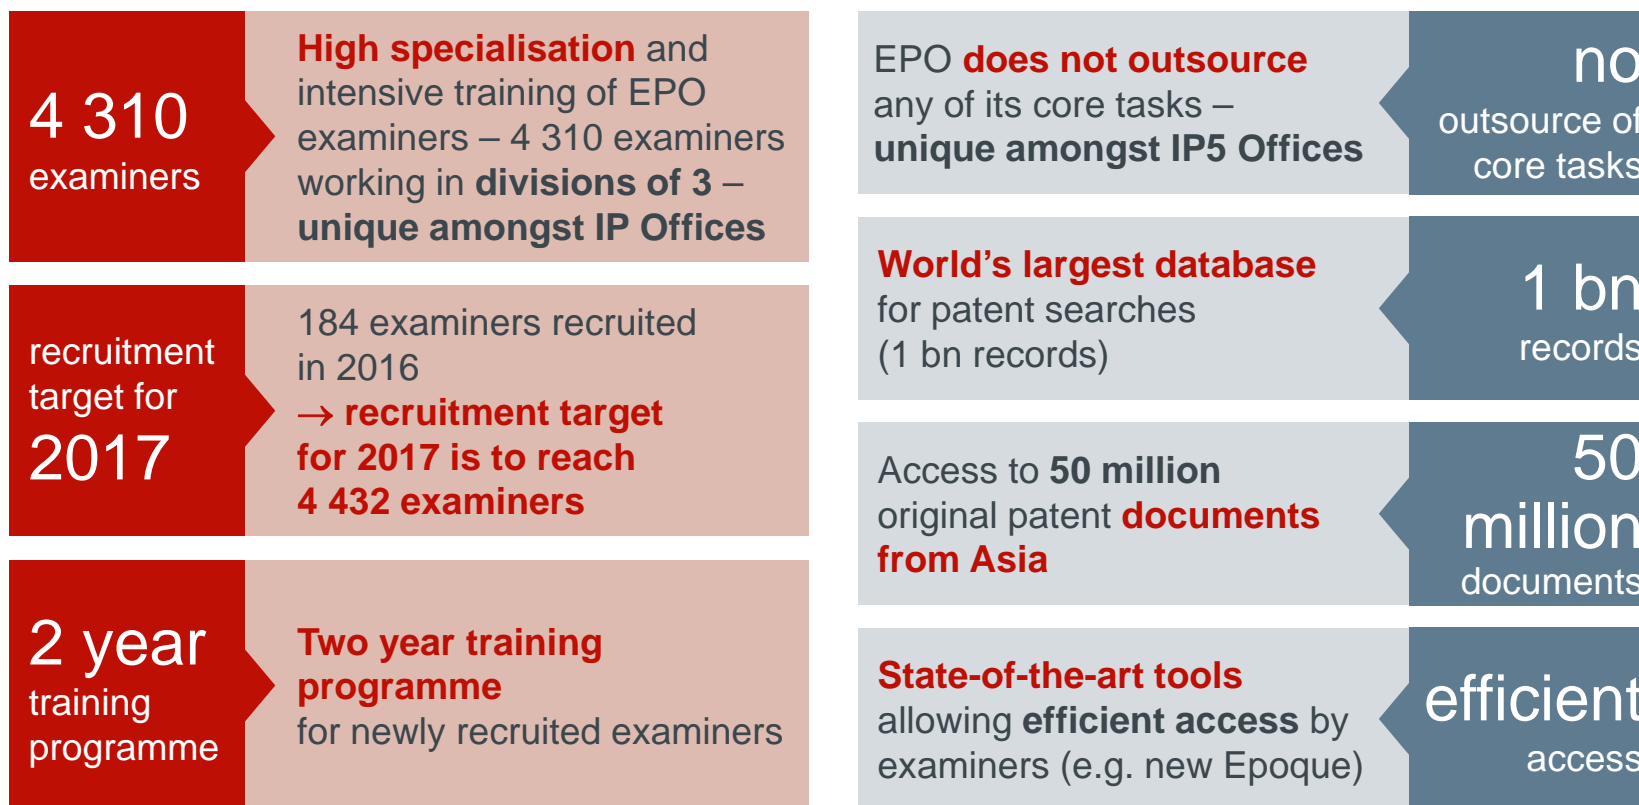 4 310
examiners
High specialisation and
intensive training of EPO
examiners – 4 310 examiners
working in divisions of 3 –
unique amongst IP Offices
recruitment
target for
2017
184 examiners recruited
in 2016
→ recruitment target
for 2017 is to reach
4 432 examiners
2 year
training
programme
Two year training
programme
for newly recruited examiners
EPO does not outsource
any of its core tasks –
unique amongst IP5 Offices
no
outsource of
core tasks
World’s largest database
for patent searches
(1 bn records)
1 bn
records
Access to 50 million
original patent documents
from Asia
50
million
documents
State-of-the-art tools
allowing efficient access by
examiners (e.g. new Epoque)
efficient
access